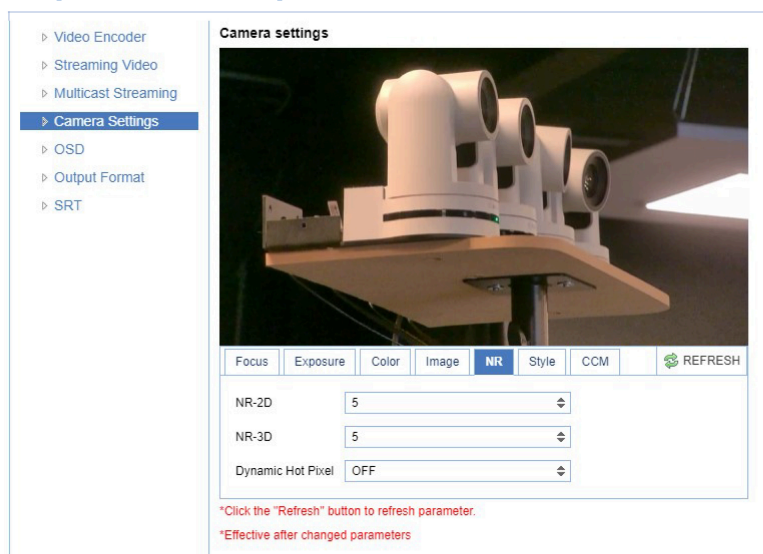 Video Encoder
Streaming Video
Multicast Streaming
Camera Settings
OSD
Output Format
SRT
Camera settings
Focus Exposure Color Image NR Style CCM REFRESH
NR-2D 5
NR-3D 5
Dynamic Hot Pixel OFF
*Click the "Refresh" button to refresh parameter.
*Effective after changed parameters